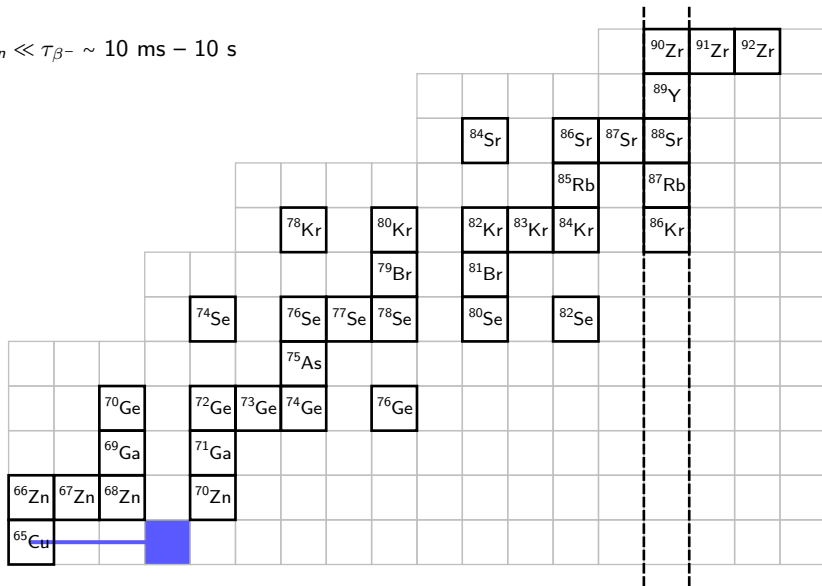 n ≪ τβ− ~ 10 ms − 10 s
⁹⁰Zr ⁹¹Zr ⁹²Zr
⁸⁹Y
⁸⁴Sr ⁸⁶Sr ⁸⁷Sr ⁸⁸Sr
⁸⁵Rb ⁸⁷Rb
⁷⁸Kr ⁸⁰Kr ⁸²Kr ⁸³Kr ⁸⁴Kr ⁸⁶Kr
⁷⁹Br ⁸¹Br
⁷⁴Se ⁷⁶Se ⁷⁷Se ⁷⁸Se ⁸⁰Se ⁸²Se
⁷⁵As
⁷⁰Ge ⁷²Ge ⁷³Ge ⁷⁴Ge ⁷⁶Ge
⁶⁹Ga ⁷¹Ga
⁶⁶Zn ⁶⁷Zn ⁶⁸Zn ⁷⁰Zn
⁶⁵Cu